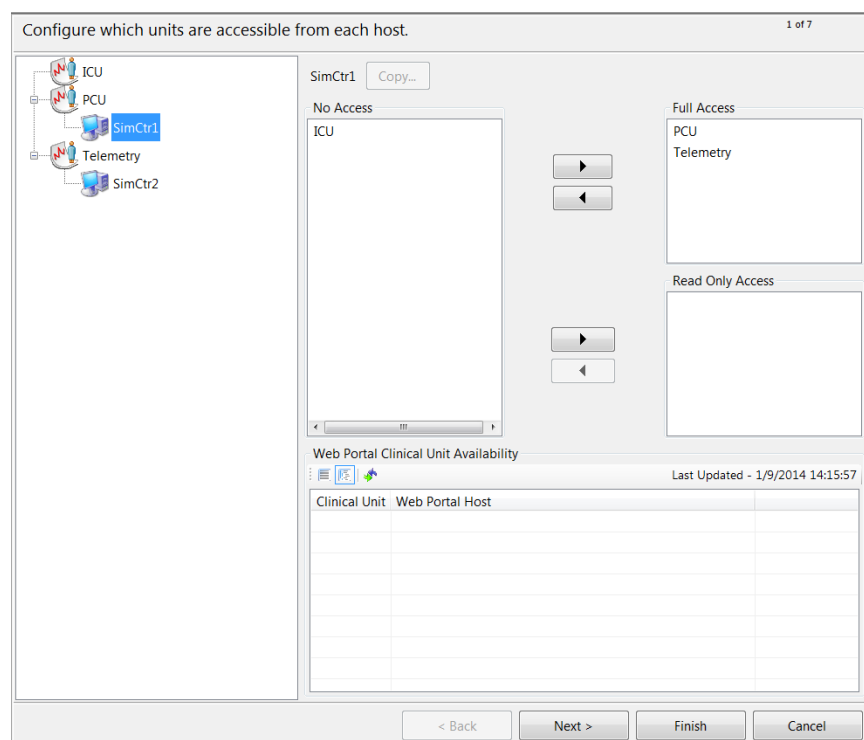 Configure which units are accessible from each host.
1 of 7
ICU
PCU
SimCtr1
Telemetry
SimCtr2
SimCtr1
Copy...
No Access
ICU
Full Access
PCU
Telemetry
Read Only Access
Web Portal Clinical Unit Availability
Last Updated - 1/9/2014 14:15:57
Clinical Unit Web Portal Host
< Back
Next >
Finish
Cancel